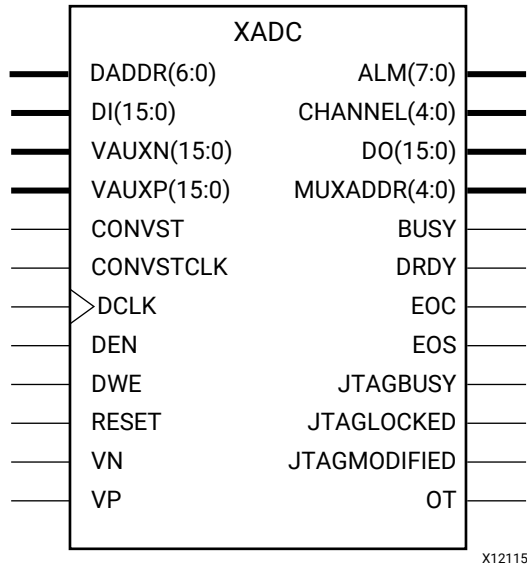 XADC
DADDR(6:0) ALM(7:0)
DI(15:0) CHANNEL(4:0)
VAUXN(15:0) DO(15:0)
VAUXP(15:0) MUXADDR(4:0)
CONVST BUSY
CONVSTCLK DRDY
DCLK EOC
DEN EOS
DWE JTAGBUSY
RESET JTAGLOCKED
VN JTAGMODIFIED
VP OT
X12115